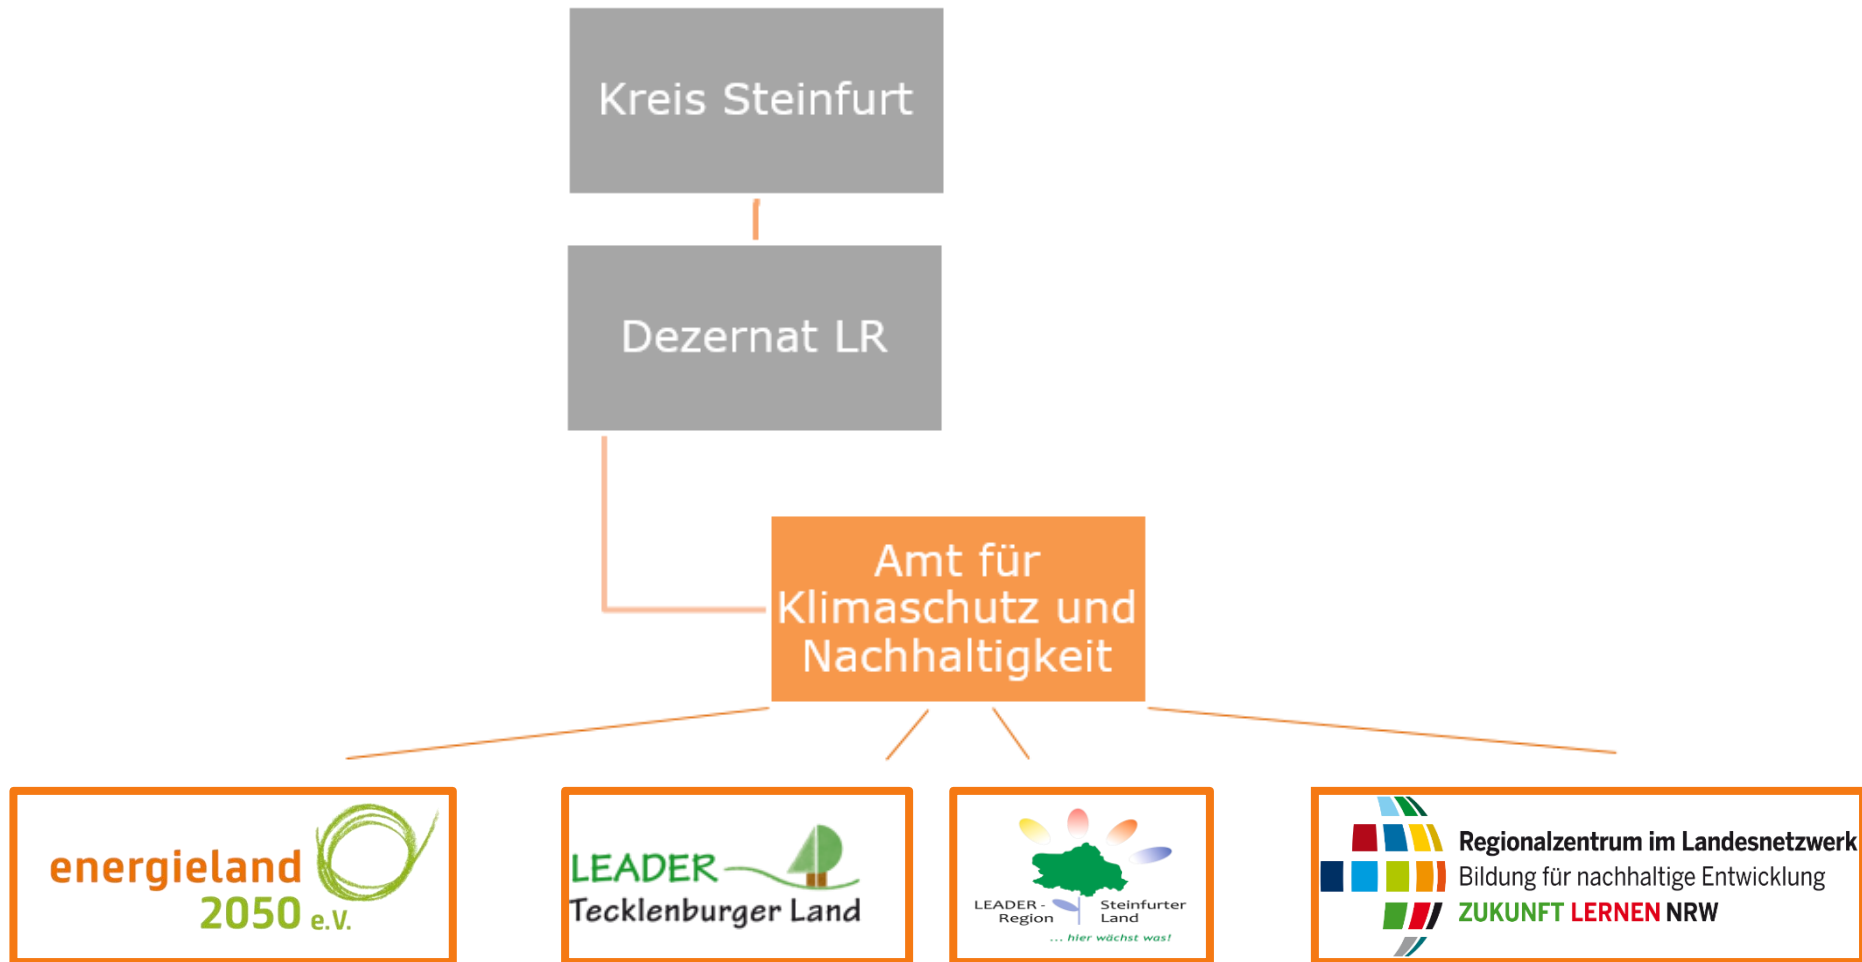 Kreis Steinfurt
Dezernat LR
Amt für
Klimaschutz und
Nachhaltigkeit
energieland
2050 e.V.
LEADER
Tecklenburger Land
LEADER - Steinfurter
Region Land
... hier wächst was!
Regionalzentrum im Landesnetzwerk
Bildung für nachhaltige Entwicklung
ZUKUNFT LERNEN NRW